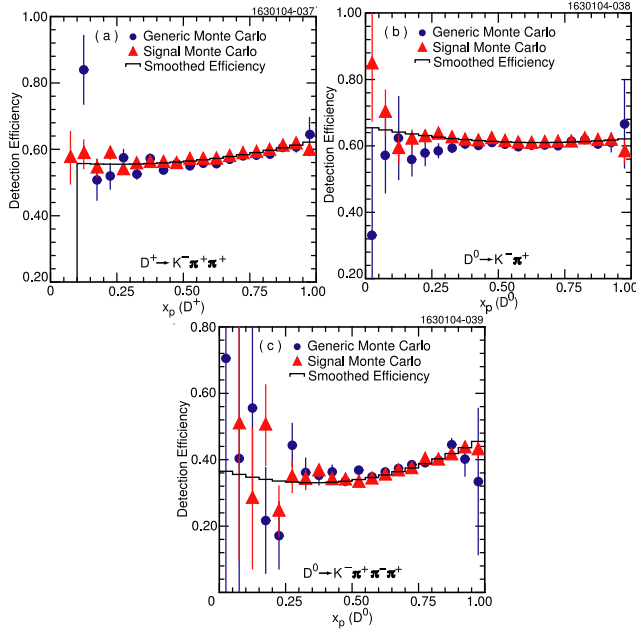 1630104-037
( a )
Generic Monte Carlo
Signal Monte Carlo
Smoothed Efficiency
Detection Efficiency
1.00
0.80
0.60
0.40
0.20
D⁺→K⁻π⁺π⁺
0 0.25 0.50 0.75 1.00
xₚ (D⁺)
1630104-038
( b )
Generic Monte Carlo
Signal Monte Carlo
Smoothed Efficiency
Detection Efficiency
1.00
0.80
0.60
0.40
0.20
D⁰→K⁻π⁺
0 0.25 0.50 0.75 1.00
xₚ (D⁰)
1630104-039
( c )
Generic Monte Carlo
Signal Monte Carlo
Smoothed Efficiency
Detection Efficiency
0.80
0.60
0.40
0.20
0
D⁰→K⁻π⁺π⁻π⁺
0 0.25 0.50 0.75 1.00
xₚ (D⁰)